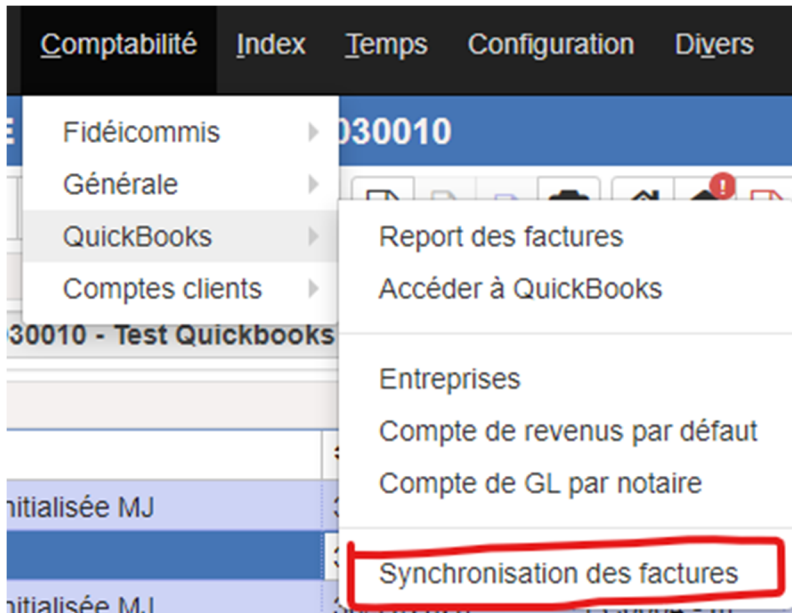 Comptabilité Index Temps Configuration Divers
030010
Fidéicommis
Générale
QuickBooks
Comptes clients
Report des factures
Accéder à QuickBooks
Entreprises
Compte de revenus par défaut
Compte de GL par notaire
Synchronisation des factures
30010 - Test Quickbooks
nitialisée MJ
nitialisée MJ